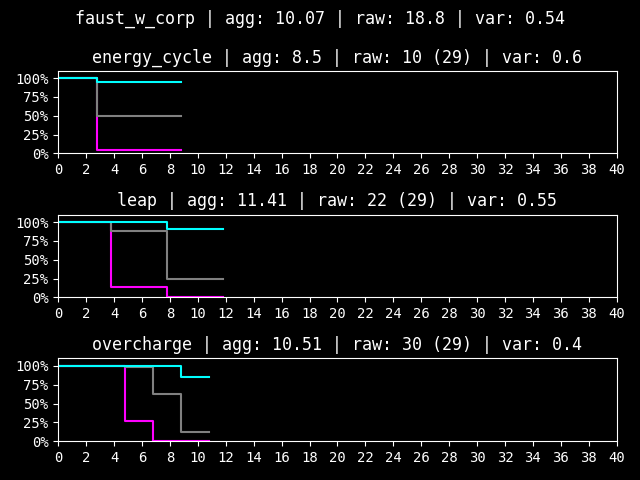 faust_w_corp | agg: 10.07 | raw: 18.8 | var: 0.54
energy_cycle | agg: 8.5 | raw: 10 (29) | var: 0.6
100%
75%
50%
25%
0%
0 2 4 6 8 10 12 14 16 18 20 22 24 26 28 30 32 34 36 38 40
leap | agg: 11.41 | raw: 22 (29) | var: 0.55
100%
75%
50%
25%
0%
0 2 4 6 8 10 12 14 16 18 20 22 24 26 28 30 32 34 36 38 40
overcharge | agg: 10.51 | raw: 30 (29) | var: 0.4
100%
75%
50%
25%
0%
0 2 4 6 8 10 12 14 16 18 20 22 24 26 28 30 32 34 36 38 40